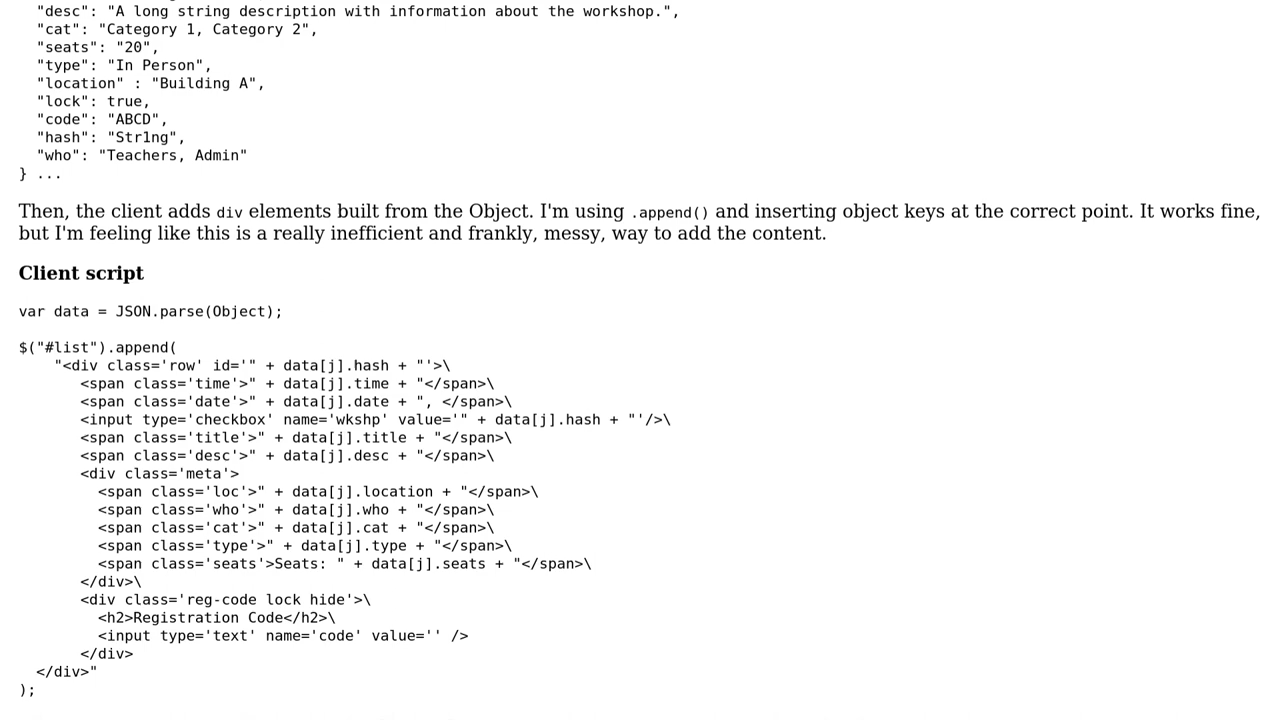 "desc": "A long string description with information about the workshop.",
"cat": "Category 1, Category 2",
"seats": "20",
"type": "In Person",
"location" : "Building A",
"lock": true,
"code": "ABCD",
"hash": "Str1ng",
"who": "Teachers, Admin"
} ...
Then, the client adds div elements built from the Object. I'm using .append() and inserting object keys at the correct point. It works fine,
but I'm feeling like this is a really inefficient and frankly, messy, way to add the content.
Client script
var data = JSON.parse(Object);
$("#list").append(
"<div class='row' id='" + data[j].hash + "'>\
<span class='time'>" + data[j].time + "</span>\
<span class='date'>" + data[j].date + ", </span>\
<input type='checkbox' name='wkshp' value='" + data[j].hash + "'/>\
<span class='title'>" + data[j].title + "</span>\
<span class='desc'>" + data[j].desc + "</span>\
<div class='meta'>
<span class='loc'>" + data[j].location + "</span>\
<span class='who'>" + data[j].who + "</span>\
<span class='cat'>" + data[j].cat + "</span>\
<span class='type'>" + data[j].type + "</span>\
<span class='seats'>Seats: " + data[j].seats + "</span>\
</div>\
<div class='reg-code lock hide'>\
<h2>Registration Code</h2>\
<input type='text' name='code' value='' />
</div>
</div>"
);